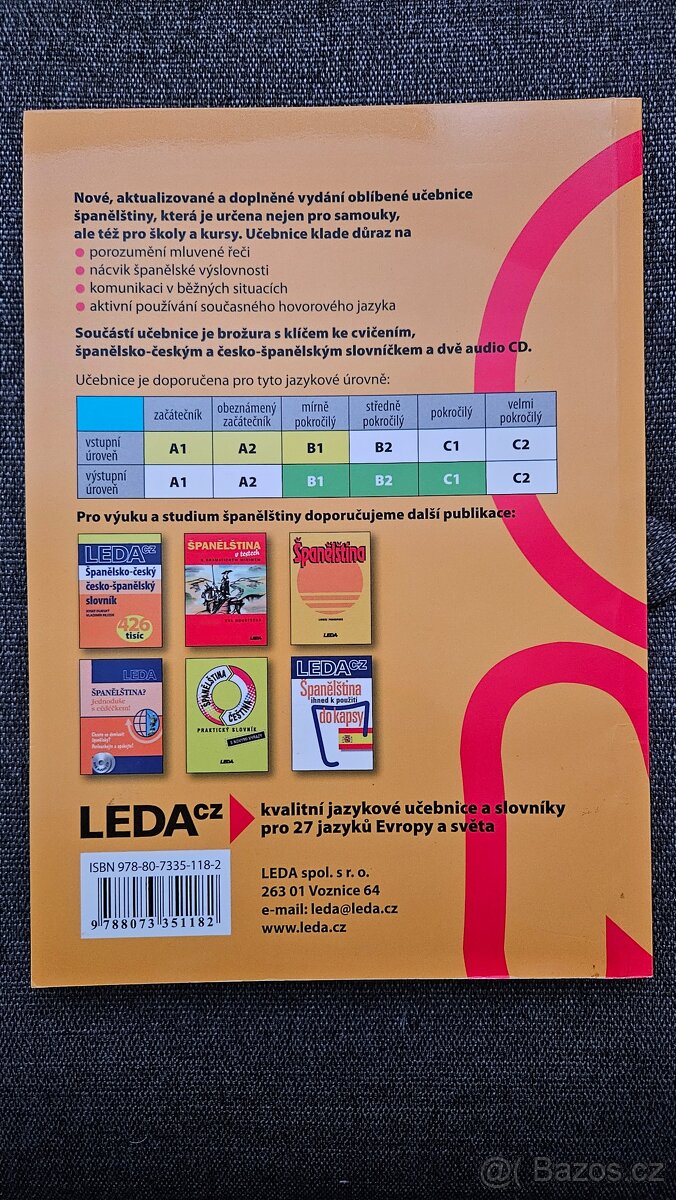 Nové, aktualizované a doplněné vydání oblíbené učebnice
španělštiny, která je určena nejen pro samouky,
ale též pro školy a kursy. Učebnice klade důraz na
porozumění mluvené řeči
nácvik španělské výslovnosti
komunikaci v běžných situacích
aktivní používání současného hovorového jazyka
Součástí učebnice je brožura s klíčem ke cvičením,
španělsko-českým a česko-španělským slovníčkem a dvě audio CD.
Učebnice je doporučena pro tyto jazykové úrovně:
začátečník obeznámený začátečník mírně pokročilý středně pokročilý pokročilý velmi pokročilý
vstupní úroveň A1 A2 B1 B2 C1 C2
výstupní úroveň A1 A2 B1 B2 C1 C2
Pro výuku a studium španělštiny doporučujeme další publikace:
LEDA CZ
Španělsko-český
česko-španělský
slovník
426
tisíc
ŠPANĚLŠTINA
v testech
LEDA
Španělština
LEDA
LEDA
ŠPANĚLŠTINA?
Jednoduše
s cédéčkem!
ŠPANĚLŠTINA
ČEŠTINA
PRAKTICKÝ SLOVNÍK
S NOVÝMI VÝRAZY
LEDA
LEDA CZ
Španělština
ihned k použití
do kapsy
LEDA CZ
kvalitní jazykové učebnice a slovníky
pro 27 jazyků Evropy a světa
ISBN 978-80-7335-118-2
9 788073 351182
LEDA spol. s r. o.
263 01 Voznice 64
e-mail: leda@leda.cz
www.leda.cz
@( Bazos.cz